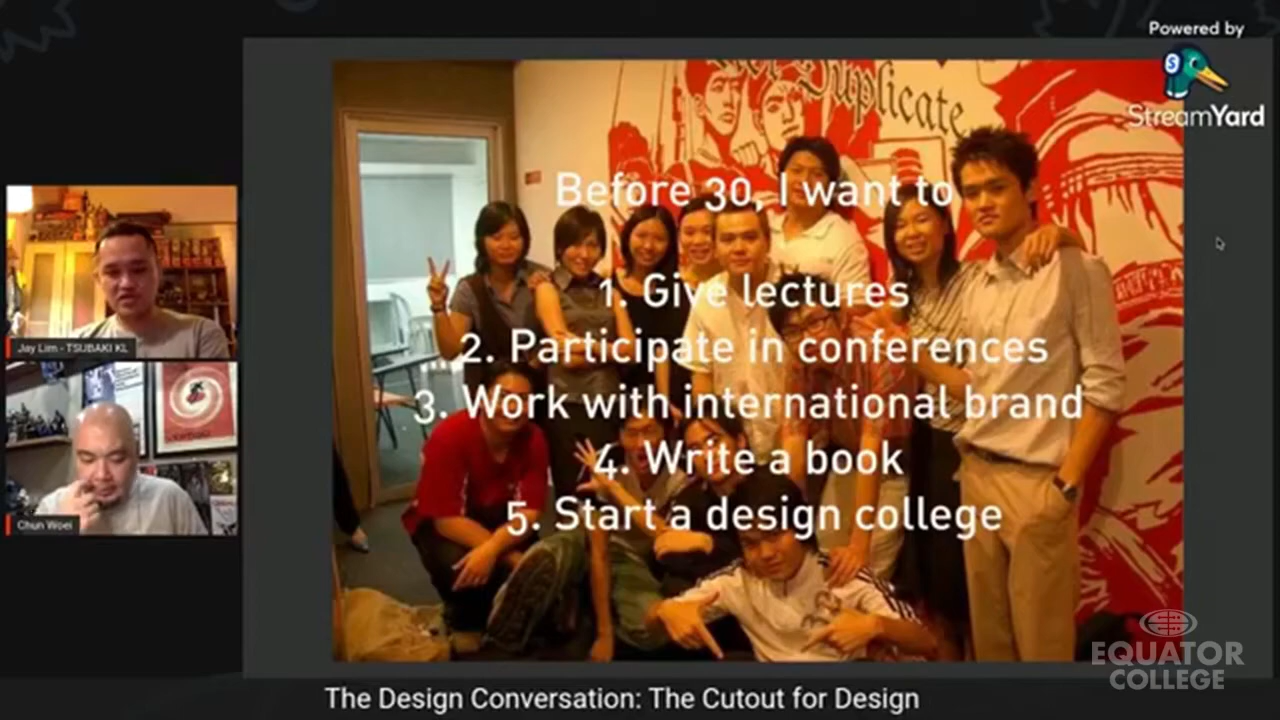 Powered by
S
StreamYard
Duplicate
Before 30, I want to
1. Give lectures
2. Participate in conferences
3. Work with international brand
4. Write a book
5. Start a design college
Jay Lim - TSUBAKI KL
Chun Woei
EQUATOR
COLLEGE
The Design Conversation: The Cutout for Design